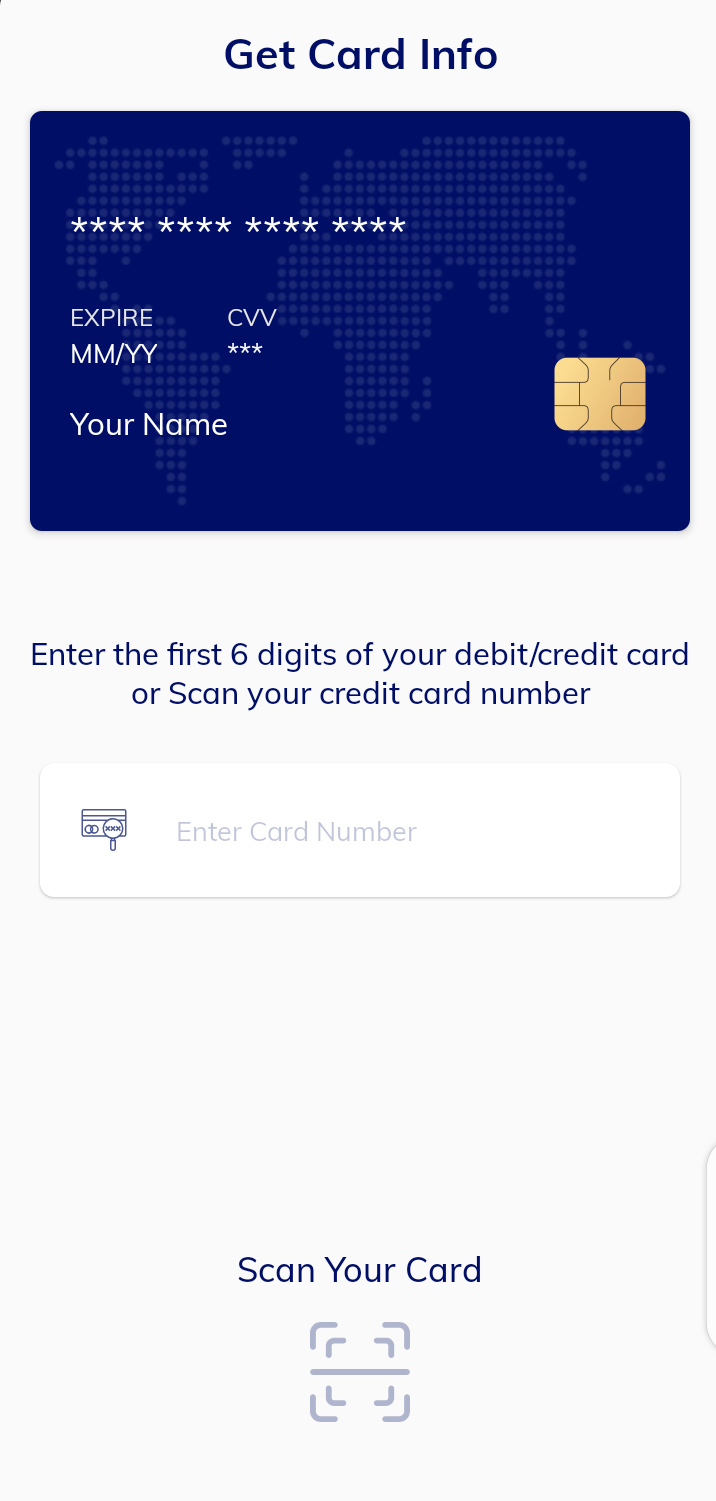 Get Card Info
**** **** **** ****
EXPIRE CVV
MM/YY ***
Your Name
Enter the first 6 digits of your debit/credit card
or Scan your credit card number
xxx Enter Card Number
Scan Your Card